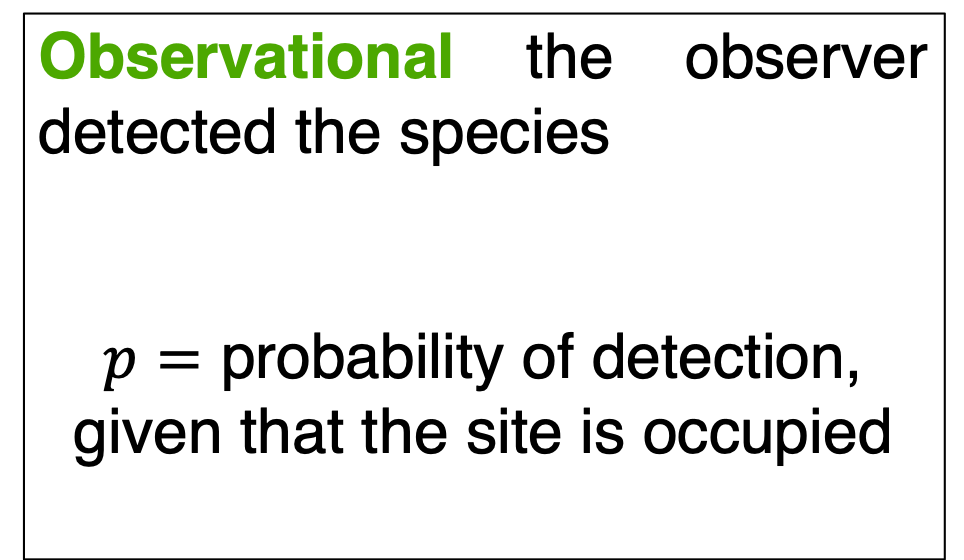 Observational the observer
detected the species
𝑝 = probability of detection,
given that the site is occupied